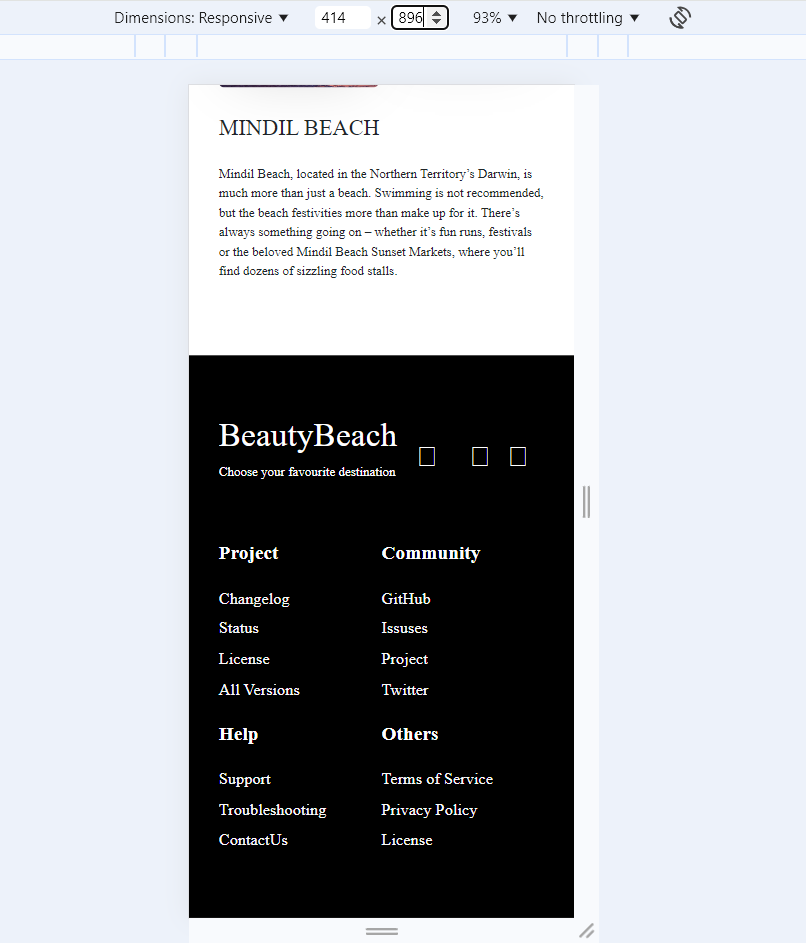 Dimensions: Responsive ▼ 414 × 896 93% ▼ No throttling ▼
MINDIL BEACH
Mindil Beach, located in the Northern Territory’s Darwin, is
much more than just a beach. Swimming is not recommended,
but the beach festivities more than make up for it. There’s
always something going on – whether it’s fun runs, festivals
or the beloved Mindil Beach Sunset Markets, where you’ll
find dozens of sizzling food stalls.
BeautyBeach
Choose your favourite destination
Project
Changelog
Status
License
All Versions
Community
GitHub
Issuses
Project
Twitter
Help
Support
Troubleshooting
ContactUs
Others
Terms of Service
Privacy Policy
License